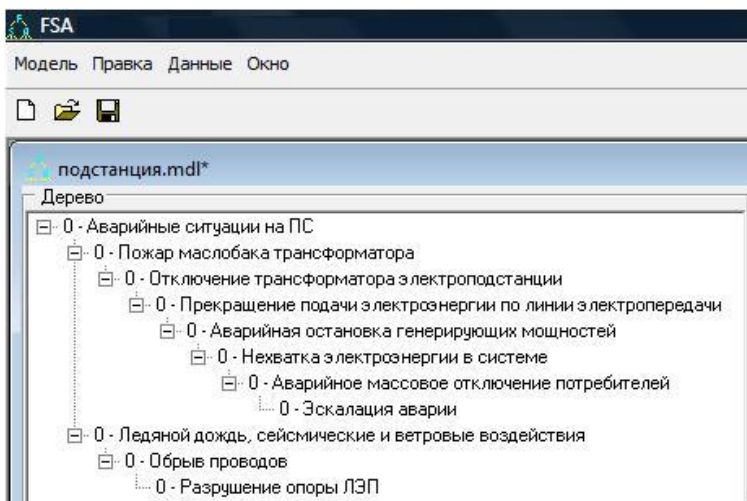 FSA
Модель Правка Данные Окно
подстанция.mdl*
Дерево
0 - Аварийные ситуации на ПС
0 - Пожар маслобака трансформатора
0 - Отключение трансформатора электроподстанции
0 - Прекращение подачи электроэнергии по линии электропередачи
0 - Аварийная остановка генерирующих мощностей
0 - Нехватка электроэнергии в системе
0 - Аварийное массовое отключение потребителей
0 - Эскалация аварии
0 - Ледяной дождь, сейсмические и ветровые воздействия
0 - Обрыв проводов
0 - Разрушение опоры ЛЭП